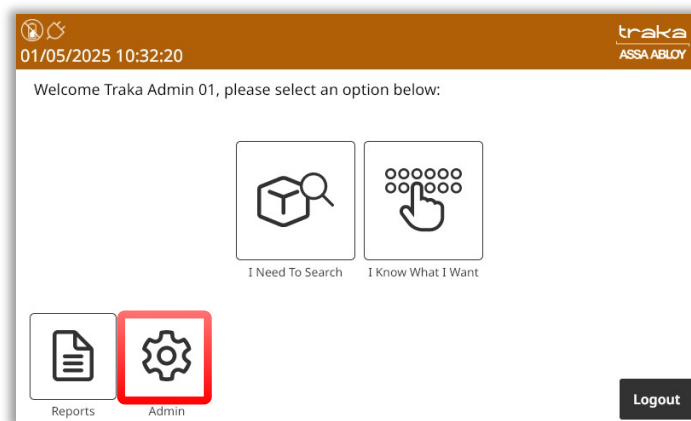 traka
01/05/2025 10:32:20
ASSA ABLOY
Welcome Traka Admin 01, please select an option below:
I Need To Search
I Know What I Want
Reports
Admin
Logout